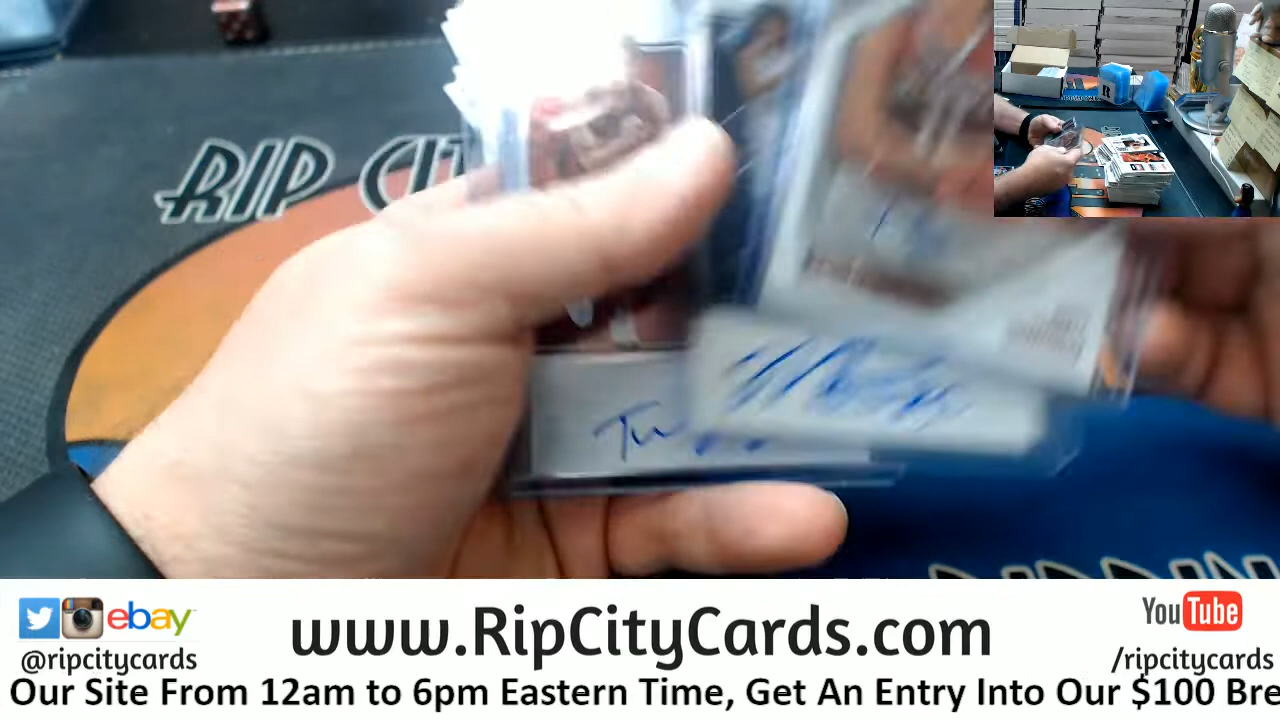 RIP CIT
ebay
@ripcitycards
www.RipCityCards.com
YouTube
/ripcitycards
Our Site From 12am to 6pm Eastern Time, Get An Entry Into Our $100 Bre